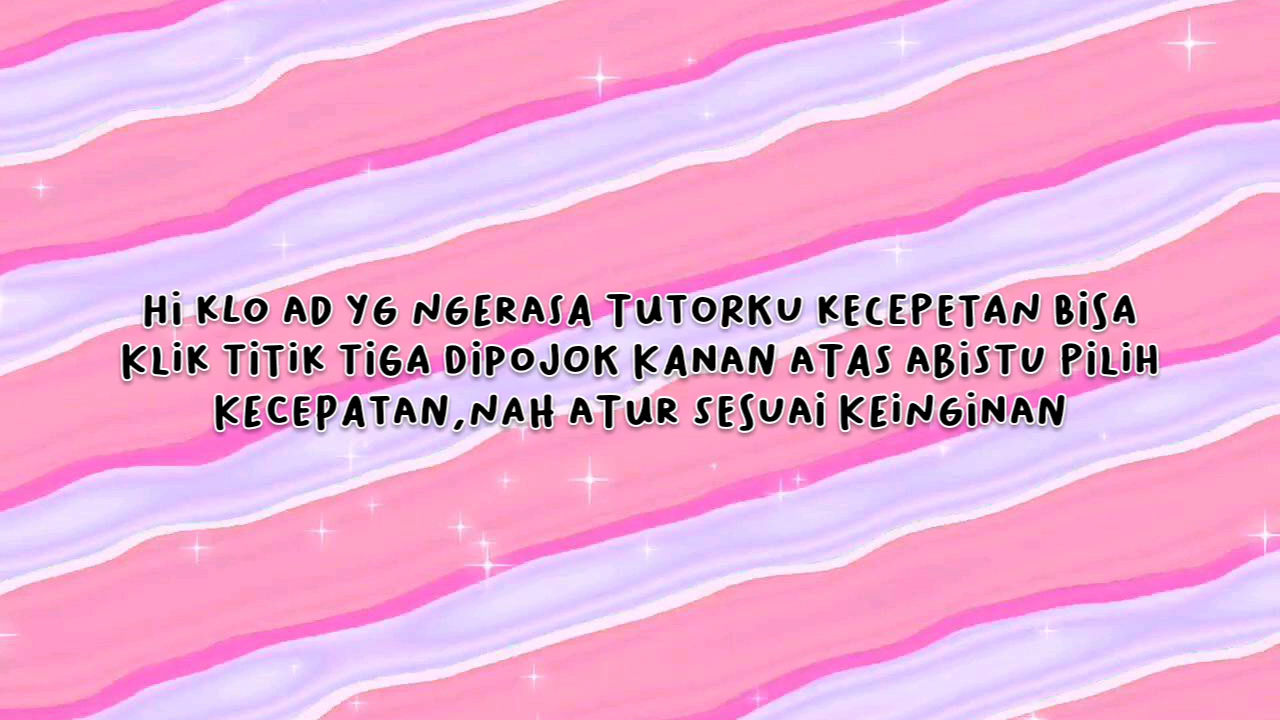 Hi KLO AD YG NGERASA TUTORKU KECEPETAN BiSA
KLiK TiTiK TiGA DiPOJOK KANAN ATAS ABiSTU PiLiH
KECEPATAN,NAH ATUR SESUAi KEiNGiNAN